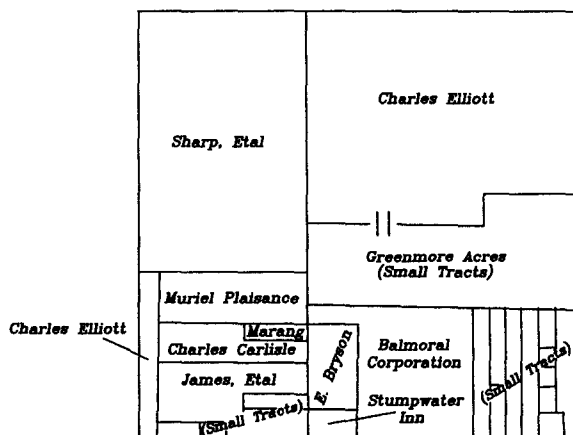 Charles Elliott
Sharp, Etal
Greenmore Acres
(Small Tracts)
Muriel Plaisance
Charles Elliott
Marang
Charles Carlisle
E. Bryson
Balmoral
Corporation
(Small Tracts)
James, Etal
(Small Tracts)
Stumpwater
Inn